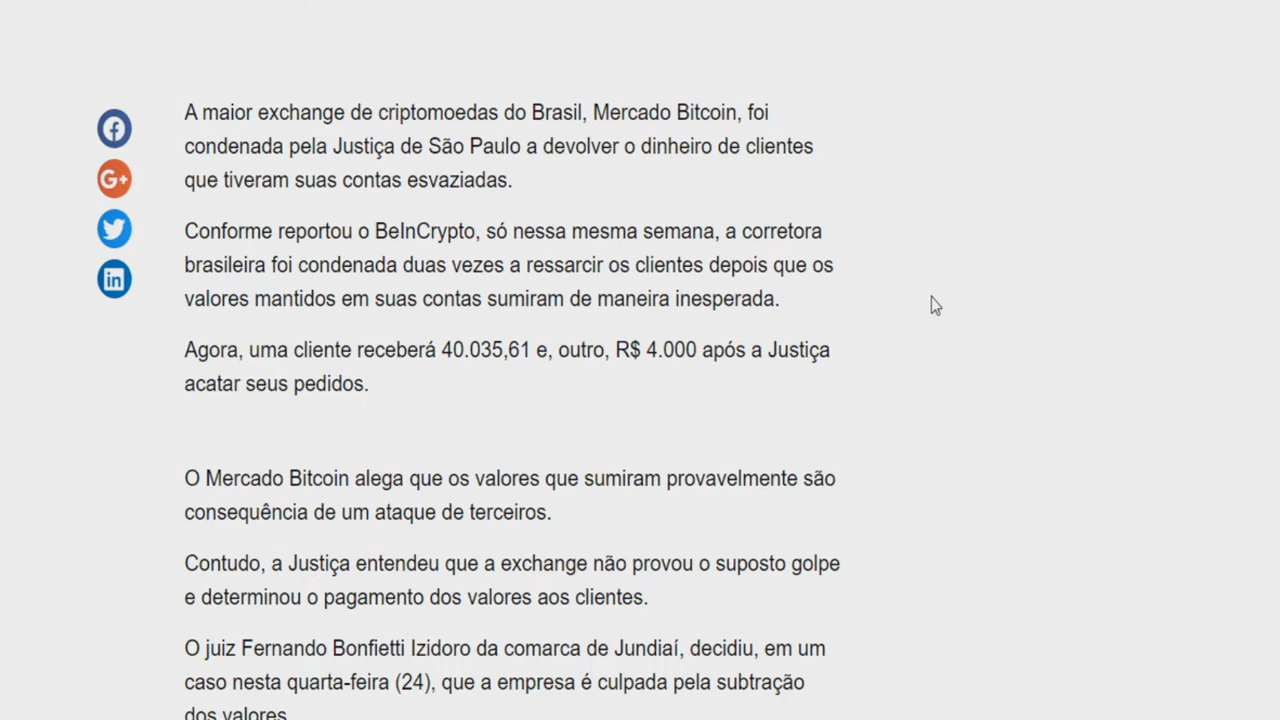 A maior exchange de criptomoedas do Brasil, Mercado Bitcoin, foi
condenada pela Justiça de São Paulo a devolver o dinheiro de clientes
que tiveram suas contas esvaziadas.
Conforme reportou o BeInCrypto, só nessa mesma semana, a corretora
brasileira foi condenada duas vezes a ressarcir os clientes depois que os
valores mantidos em suas contas sumiram de maneira inesperada.
Agora, uma cliente receberá 40.035,61 e, outro, R$ 4.000 após a Justiça
acatar seus pedidos.
O Mercado Bitcoin alega que os valores que sumiram provavelmente são
consequência de um ataque de terceiros.
Contudo, a Justiça entendeu que a exchange não provou o suposto golpe
e determinou o pagamento dos valores aos clientes.
O juiz Fernando Bonfietti Izidoro da comarca de Jundiaí, decidiu, em um
caso nesta quarta-feira (24), que a empresa é culpada pela subtração
dos valores